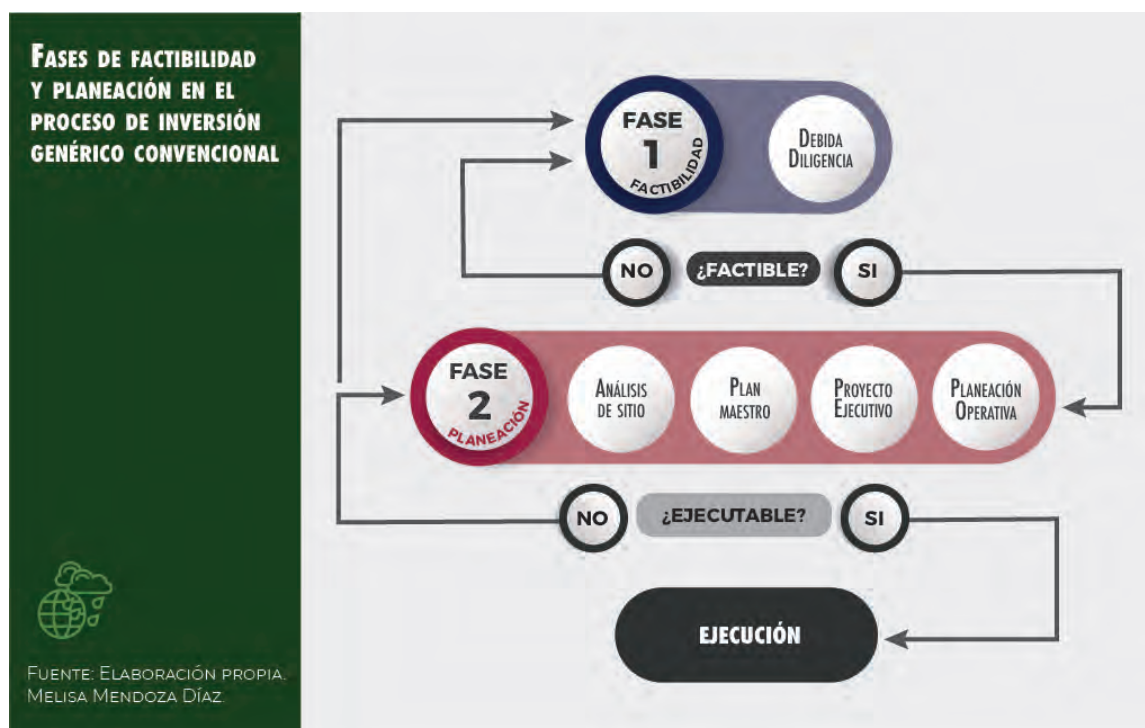 FASES DE FACTIBILIDAD
Y PLANEACIÓN EN EL
PROCESO DE INVERSIÓN
GENÉRICO CONVENCIONAL
FASE
1
FACTIBILIDAD
DEBIDA
DILIGENCIA
NO
¿FACTIBLE?
SI
FASE
2
PLANEACIÓN
ANÁLISIS
DE SITIO
PLAN
MAESTRO
PROYECTO
EJECUTIVO
PLANEACIÓN
OPERATIVA
NO
¿EJECUTABLE?
SI
EJECUCIÓN
FUENTE: ELABORACIÓN PROPIA.
MELISA MENDOZA DÍAZ.